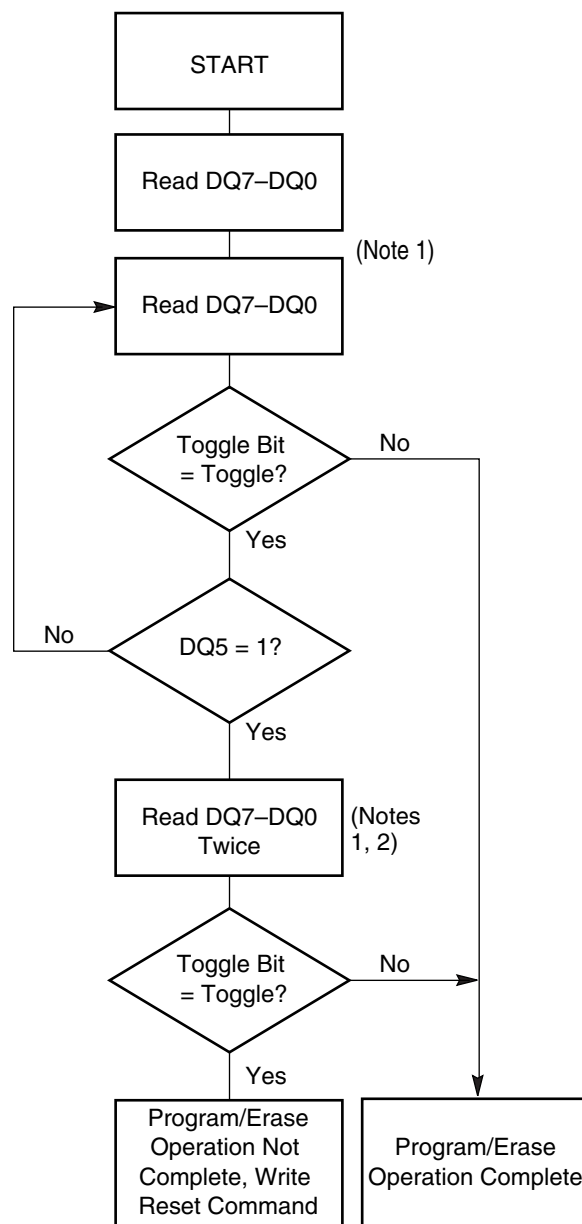 START
Read DQ7–DQ0
(Note 1)
Read DQ7–DQ0
Toggle Bit
= Toggle?
No
Yes
DQ5 = 1?
No
Yes
Read DQ7–DQ0
Twice
(Notes
1, 2)
Toggle Bit
= Toggle?
No
Yes
Program/Erase
Operation Not
Complete, Write
Reset Command
Program/Erase
Operation Complete